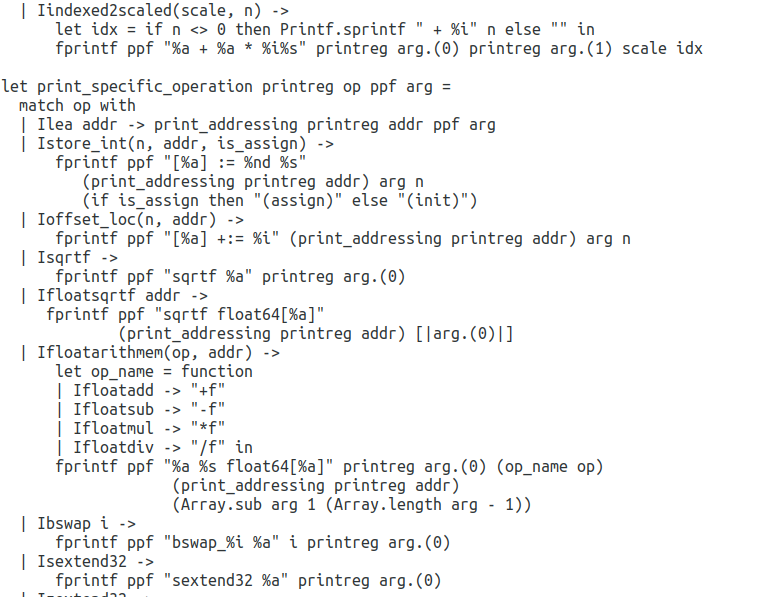 | Iindexed2scaled(scale, n) ->
      let idx = if n <> 0 then Printf.sprintf " + %i" n else "" in
      fprintf ppf "%a + %a * %i%s" printreg arg.(0) printreg arg.(1) scale idx

let print_specific_operation printreg op ppf arg =
  match op with
  | Ilea addr -> print_addressing printreg addr ppf arg
  | Istore_int(n, addr, is_assign) ->
      fprintf ppf "[%a] := %nd %s"
         (print_addressing printreg addr) arg n
         (if is_assign then "(assign)" else "(init)")
  | Ioffset_loc(n, addr) ->
      fprintf ppf "[%a] +:= %i" (print_addressing printreg addr) arg n
  | Isqrtf ->
      fprintf ppf "sqrtf %a" printreg arg.(0)
  | Ifloatsqrtf addr ->
     fprintf ppf "sqrtf float64[%a]"
             (print_addressing printreg addr) [|arg.(0)|]
  | Ifloatarithmem(op, addr) ->
      let op_name = function
      | Ifloatadd -> "+f"
      | Ifloatsub -> "-f"
      | Ifloatmul -> "*f"
      | Ifloatdiv -> "/f" in
      fprintf ppf "%a %s float64[%a]" printreg arg.(0) (op_name op)
                   (print_addressing printreg addr)
                   (Array.sub arg 1 (Array.length arg - 1))
  | Ibswap i ->
      fprintf ppf "bswap_%i %a" i printreg arg.(0)
  | Isextend32 ->
      fprintf ppf "sextend32 %a" printreg arg.(0)